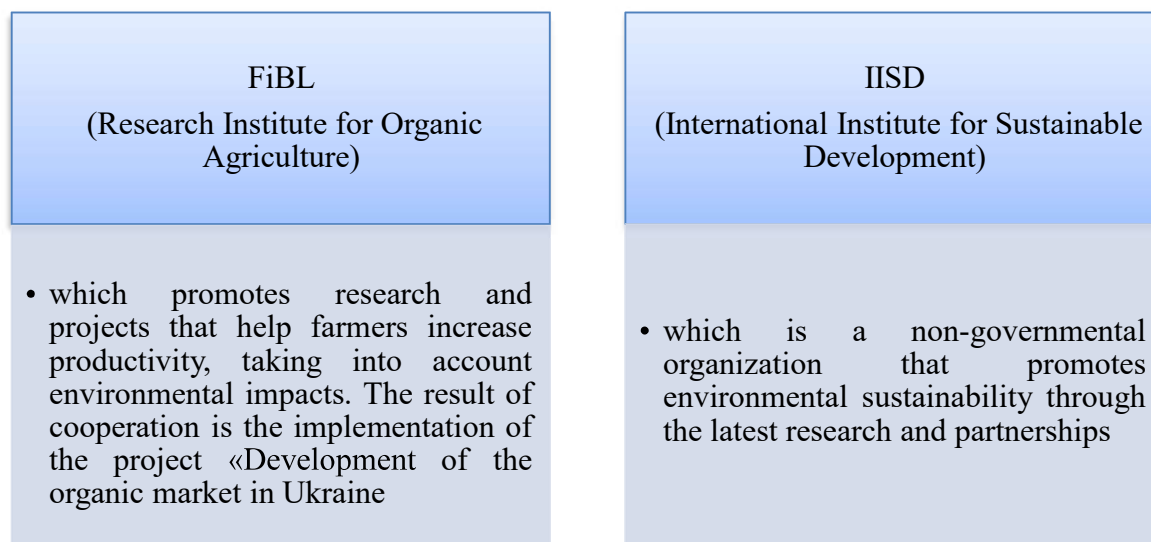 FiBL
(Research Institute for Organic
Agriculture)
• which promotes research and
projects that help farmers increase
productivity, taking into account
environmental impacts. The result of
cooperation is the implementation of
the project «Development of the
organic market in Ukraine
IISD
(International Institute for Sustainable
Development)
• which is a non-governmental
organization that promotes
environmental sustainability through
the latest research and partnerships